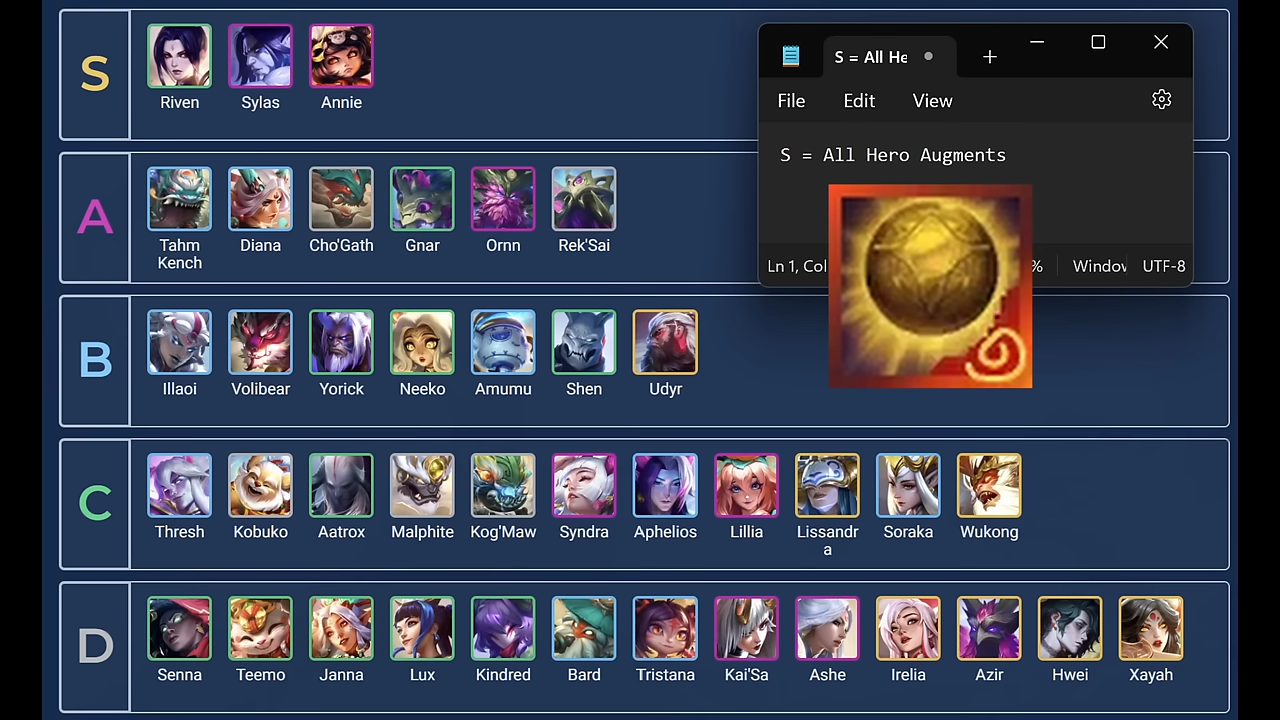 S
Riven
Sylas
Annie
S = All He
File
Edit
View
S = All Hero Augments
Ln 1, Col
%
Window
UTF-8
A
Tahm
Kench
Diana
Cho'Gath
Gnar
Ornn
Rek'Sai
B
Illaoi
Volibear
Yorick
Neeko
Amumu
Shen
Udyr
C
Thresh
Kobuko
Aatrox
Malphite
Kog'Maw
Syndra
Aphelios
Lillia
Lissandr
a
Soraka
Wukong
D
Senna
Teemo
Janna
Lux
Kindred
Bard
Tristana
Kai'Sa
Ashe
Irelia
Azir
Hwei
Xayah